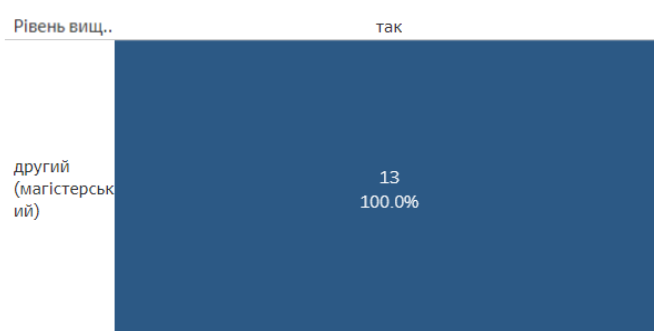 Рівень вищ..
так
другий
(магістерськ
ий)
13
100.0%